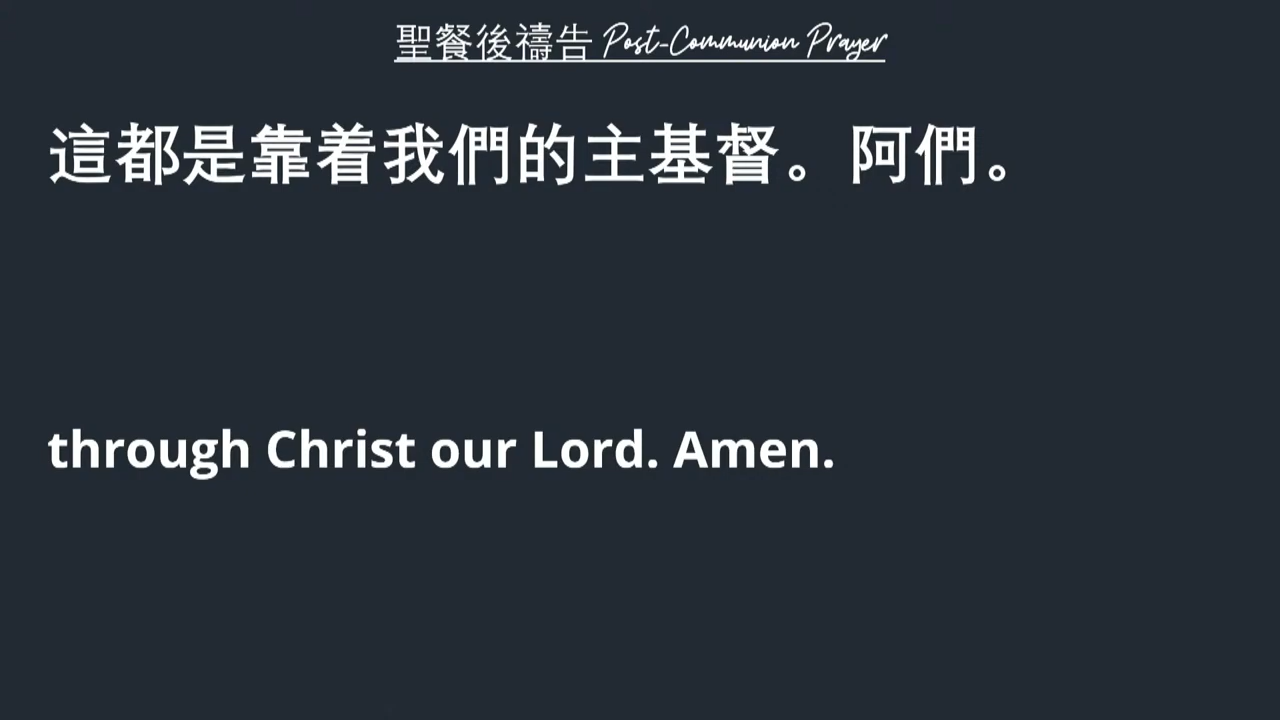 聖餐後禱告 Post-Communion Prayer
這都是靠着我們的主基督。阿們。
through Christ our Lord. Amen.